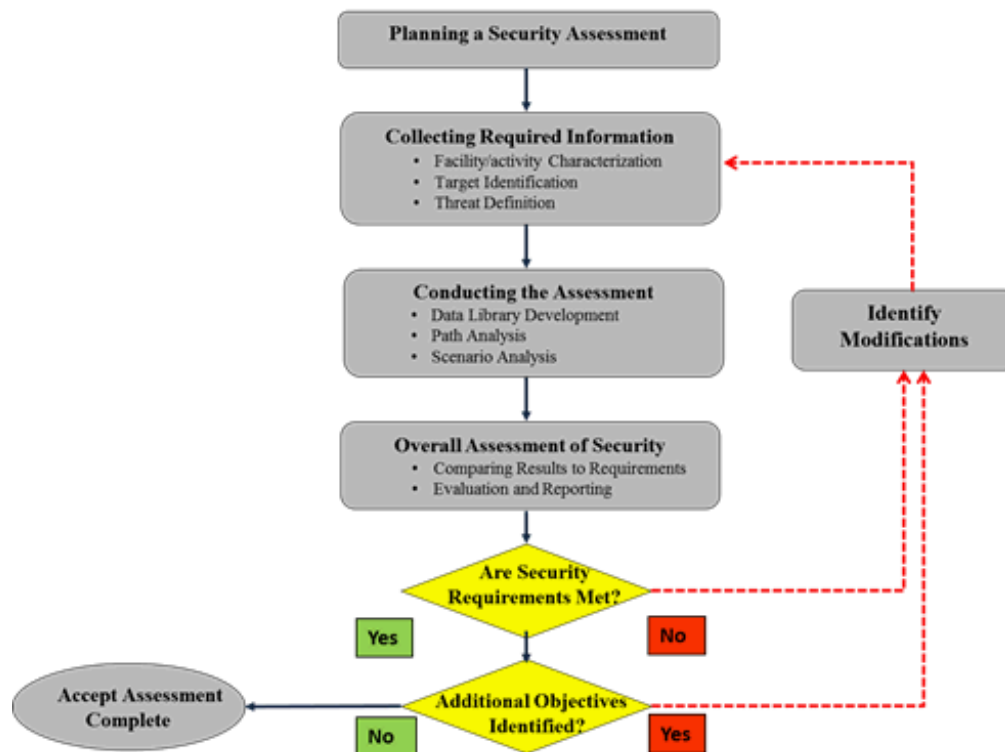 Planning a Security Assessment
Collecting Required Information
• Facility/activity Characterization
• Target Identification
• Threat Definition
Conducting the Assessment
• Data Library Development
• Path Analysis
• Scenario Analysis
Identify
Modifications
Overall Assessment of Security
• Comparing Results to Requirements
• Evaluation and Reporting
Are Security
Requirements Met?
Yes
No
Additional Objectives
Identified?
Accept Assessment
Complete
No
Yes